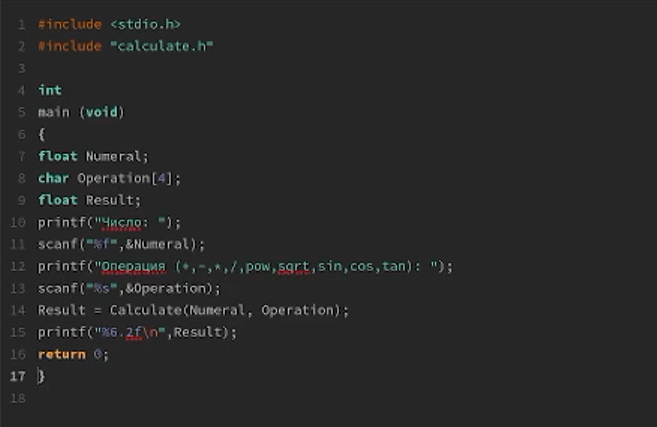 1 #include <stdio.h>
2 #include "calculate.h"
3
4 int
5 main (void)
6 {
7 float Numeral;
8 char Operation[4];
9 float Result;
10 printf("Число: ");
11 scanf("%f",&Numeral);
12 printf("Операция (+,-,*,/,pow,sqrt,sin,cos,tan): ");
13 scanf("%s",&Operation);
14 Result = Calculate(Numeral, Operation);
15 printf("%6.2f\n",Result);
16 return 0;
17 }
18